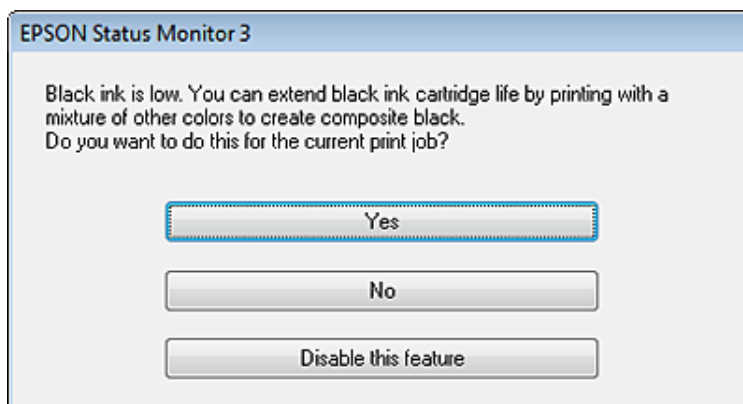 EPSON Status Monitor 3
Black ink is low. You can extend black ink cartridge life by printing with a
mixture of other colors to create composite black.
Do you want to do this for the current print job?
Yes
No
Disable this feature